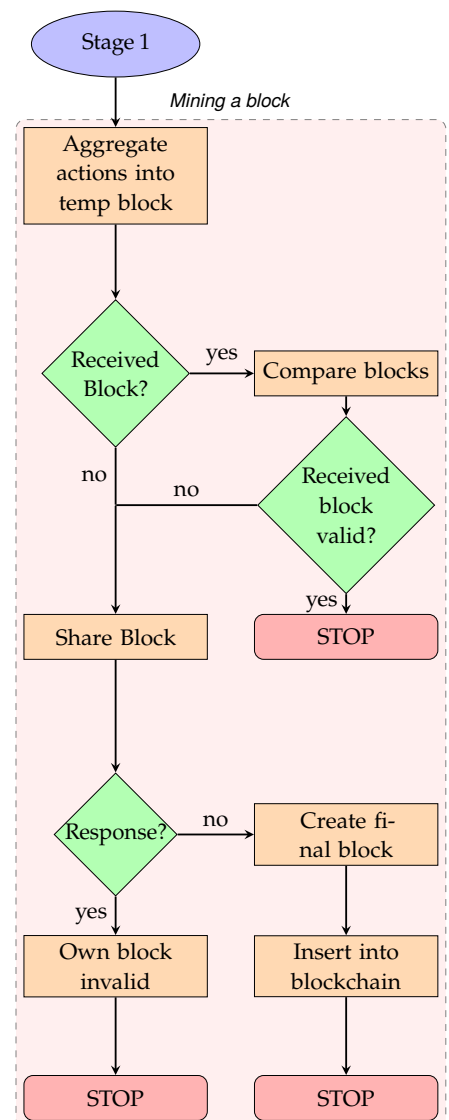 Stage 1
Mining a block
Aggregate
actions into
temp block
Received
Block?
yes
Compare blocks
no
no
Received
block
valid?
yes
Share Block
STOP
Response?
no
Create fi-
nal block
yes
Own block
invalid
Insert into
blockchain
STOP
STOP